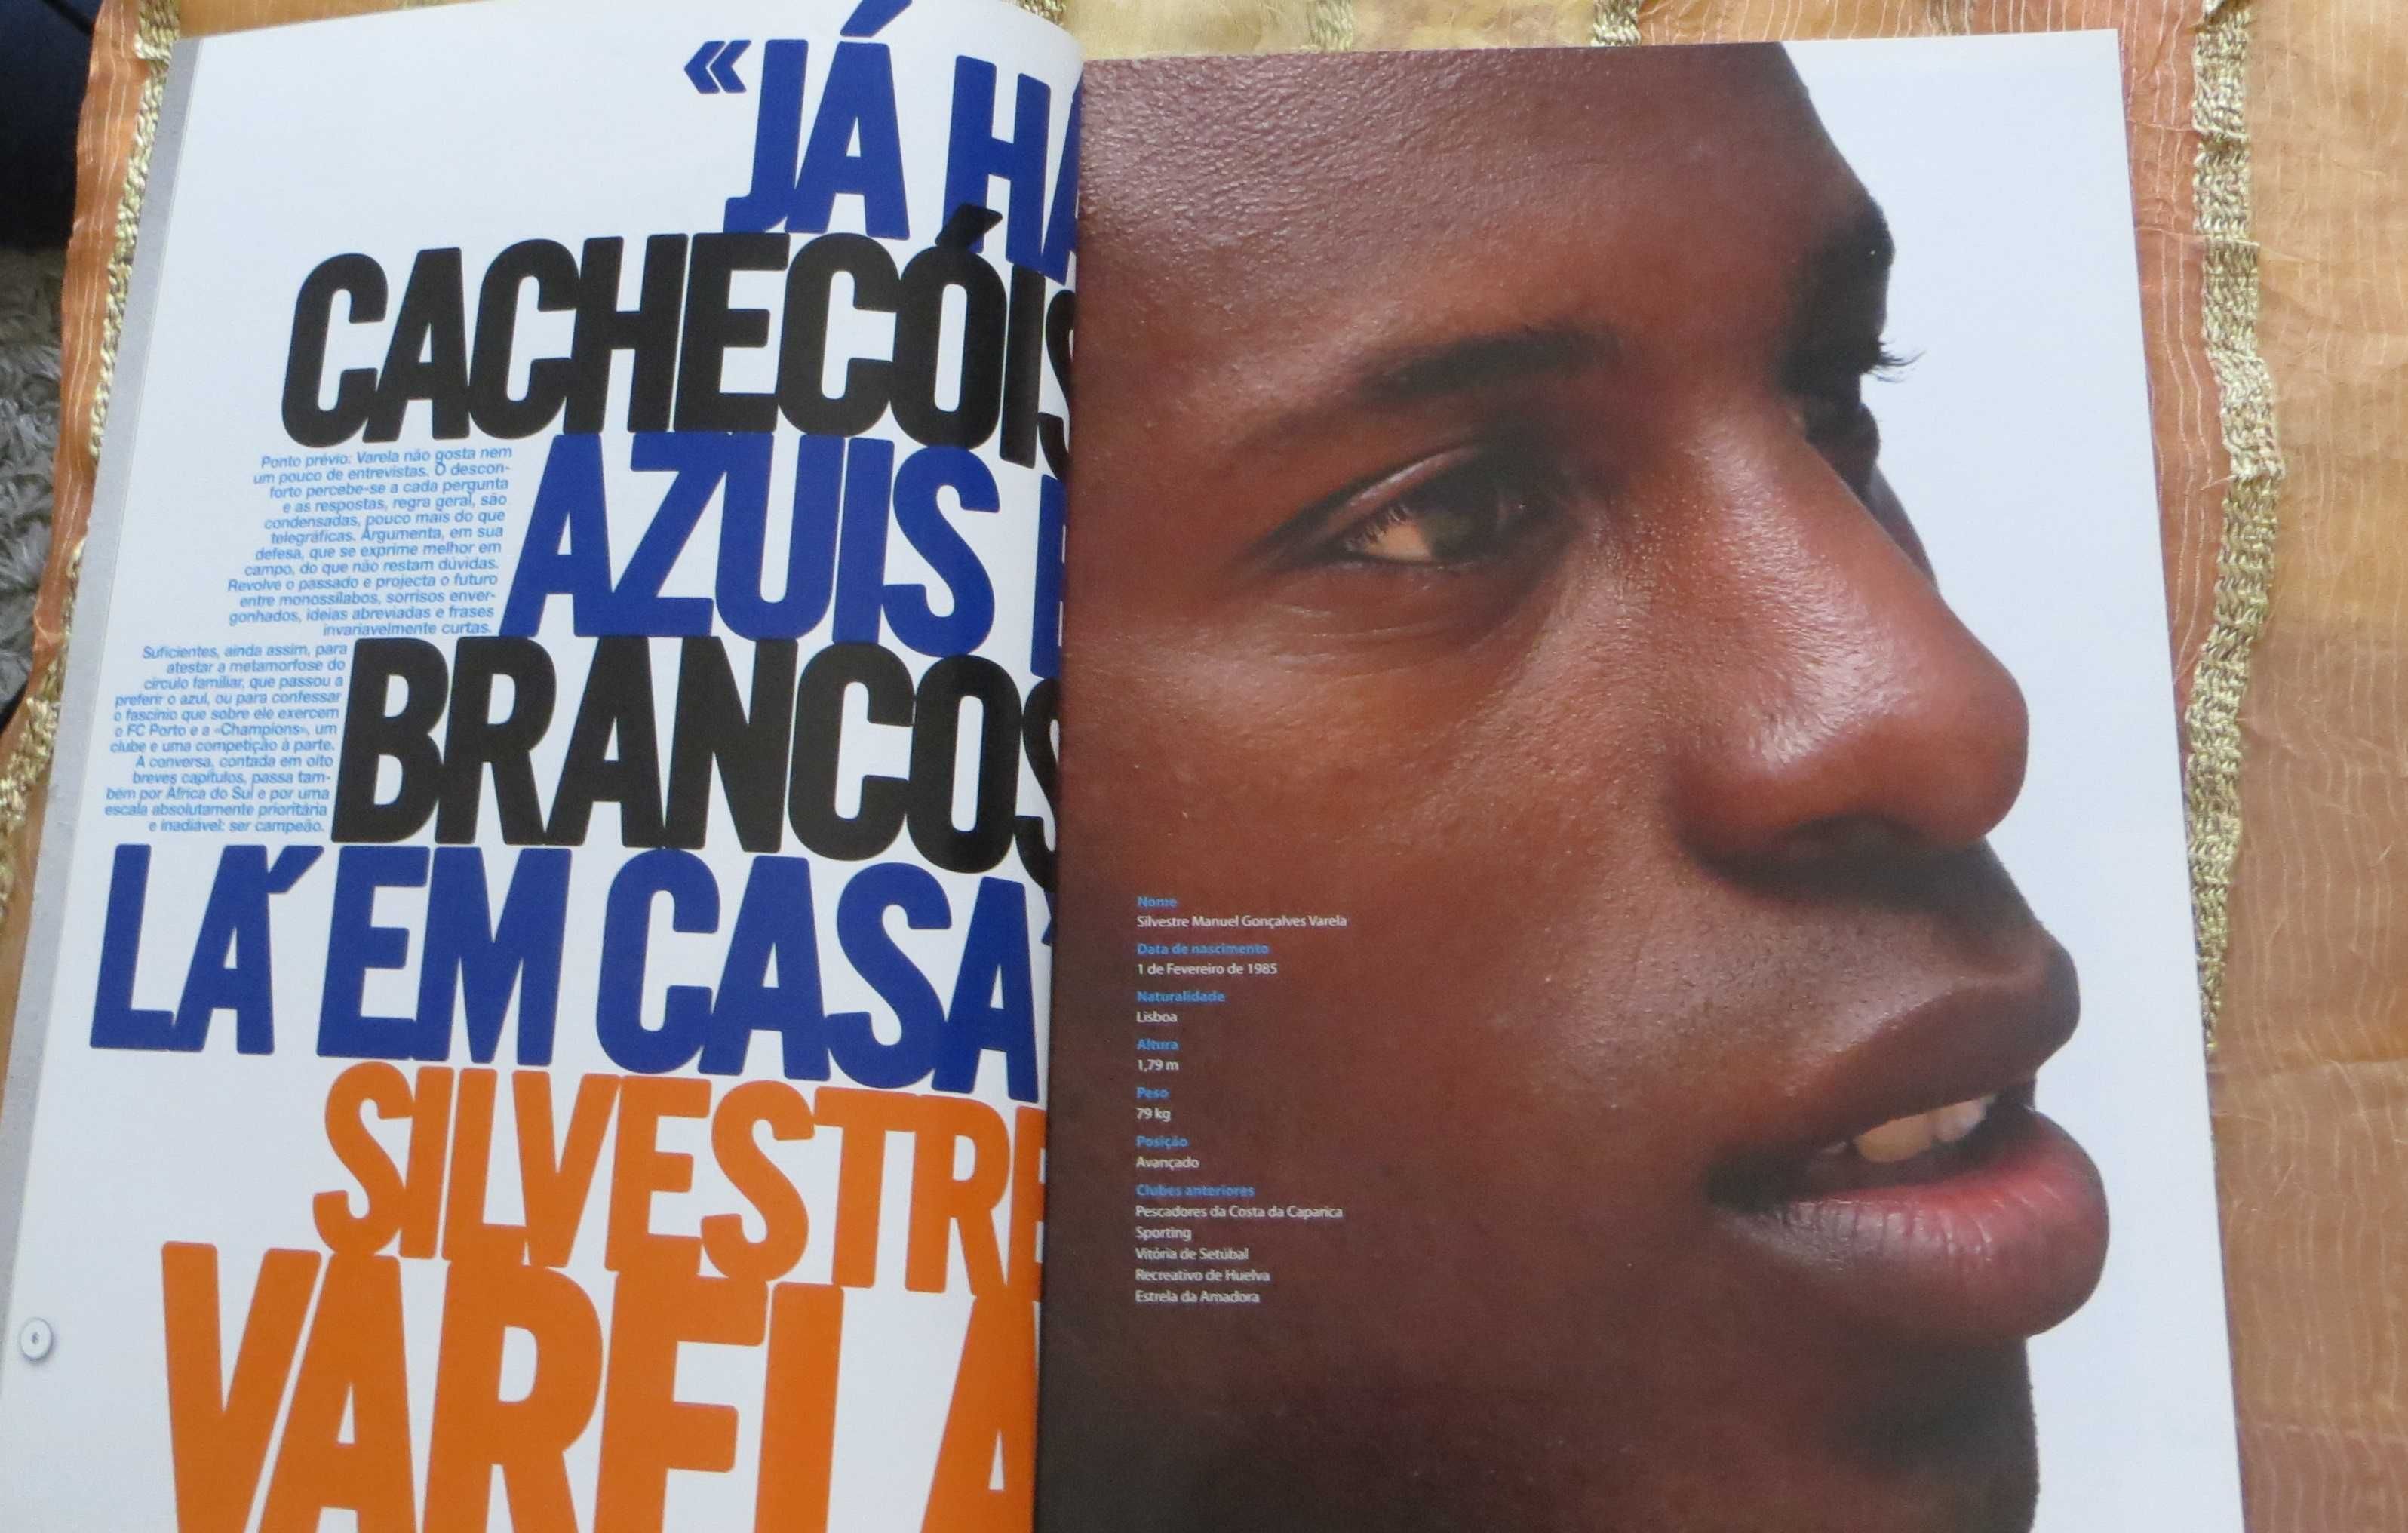 «JÁ HÁ
CACHECÓIS
AZUIS E
BRANCOS
LÁ EM CASA»
SILVESTRE
VARELA
Ponto prévio: Varela não gosta nem
um pouco de entrevistas. O descon-
forto percebe-se a cada pergunta
e as respostas, regra geral, são
condensadas, pouco mais do que
telegráficas. Argumenta, em sua
defesa, que se exprime melhor em
campo, do que não restam dúvidas.
Revolve o passado e projecta o futuro
entre monossílabos, sorrisos enver-
gonhados, ideias abreviadas e frases
invariavelmente curtas.
Suficientes, ainda assim, para
atestar a metamorfose do
círculo familiar, que passou a
preferir o azul, ou para confessar
o fascínio que sobre ele exercem
o FC Porto e a «Champions», um
clube e uma competição à parte.
A conversa, contada em oito
breves capítulos, passa tam-
bém por África do Sul e por uma
escala absolutamente prioritária
e inadiável: ser campeão.
6
Nome
Silvestre Manuel Gonçalves Varela
Data de nascimento
1 de Fevereiro de 1985
Naturalidade
Lisboa
Altura
1,79 m
Peso
79 kg
Posição
Avançado
Clubes anteriores
Pescadores da Costa da Caparica
Sporting
Vitória de Setúbal
Recreativo de Huelva
Estrela da Amadora